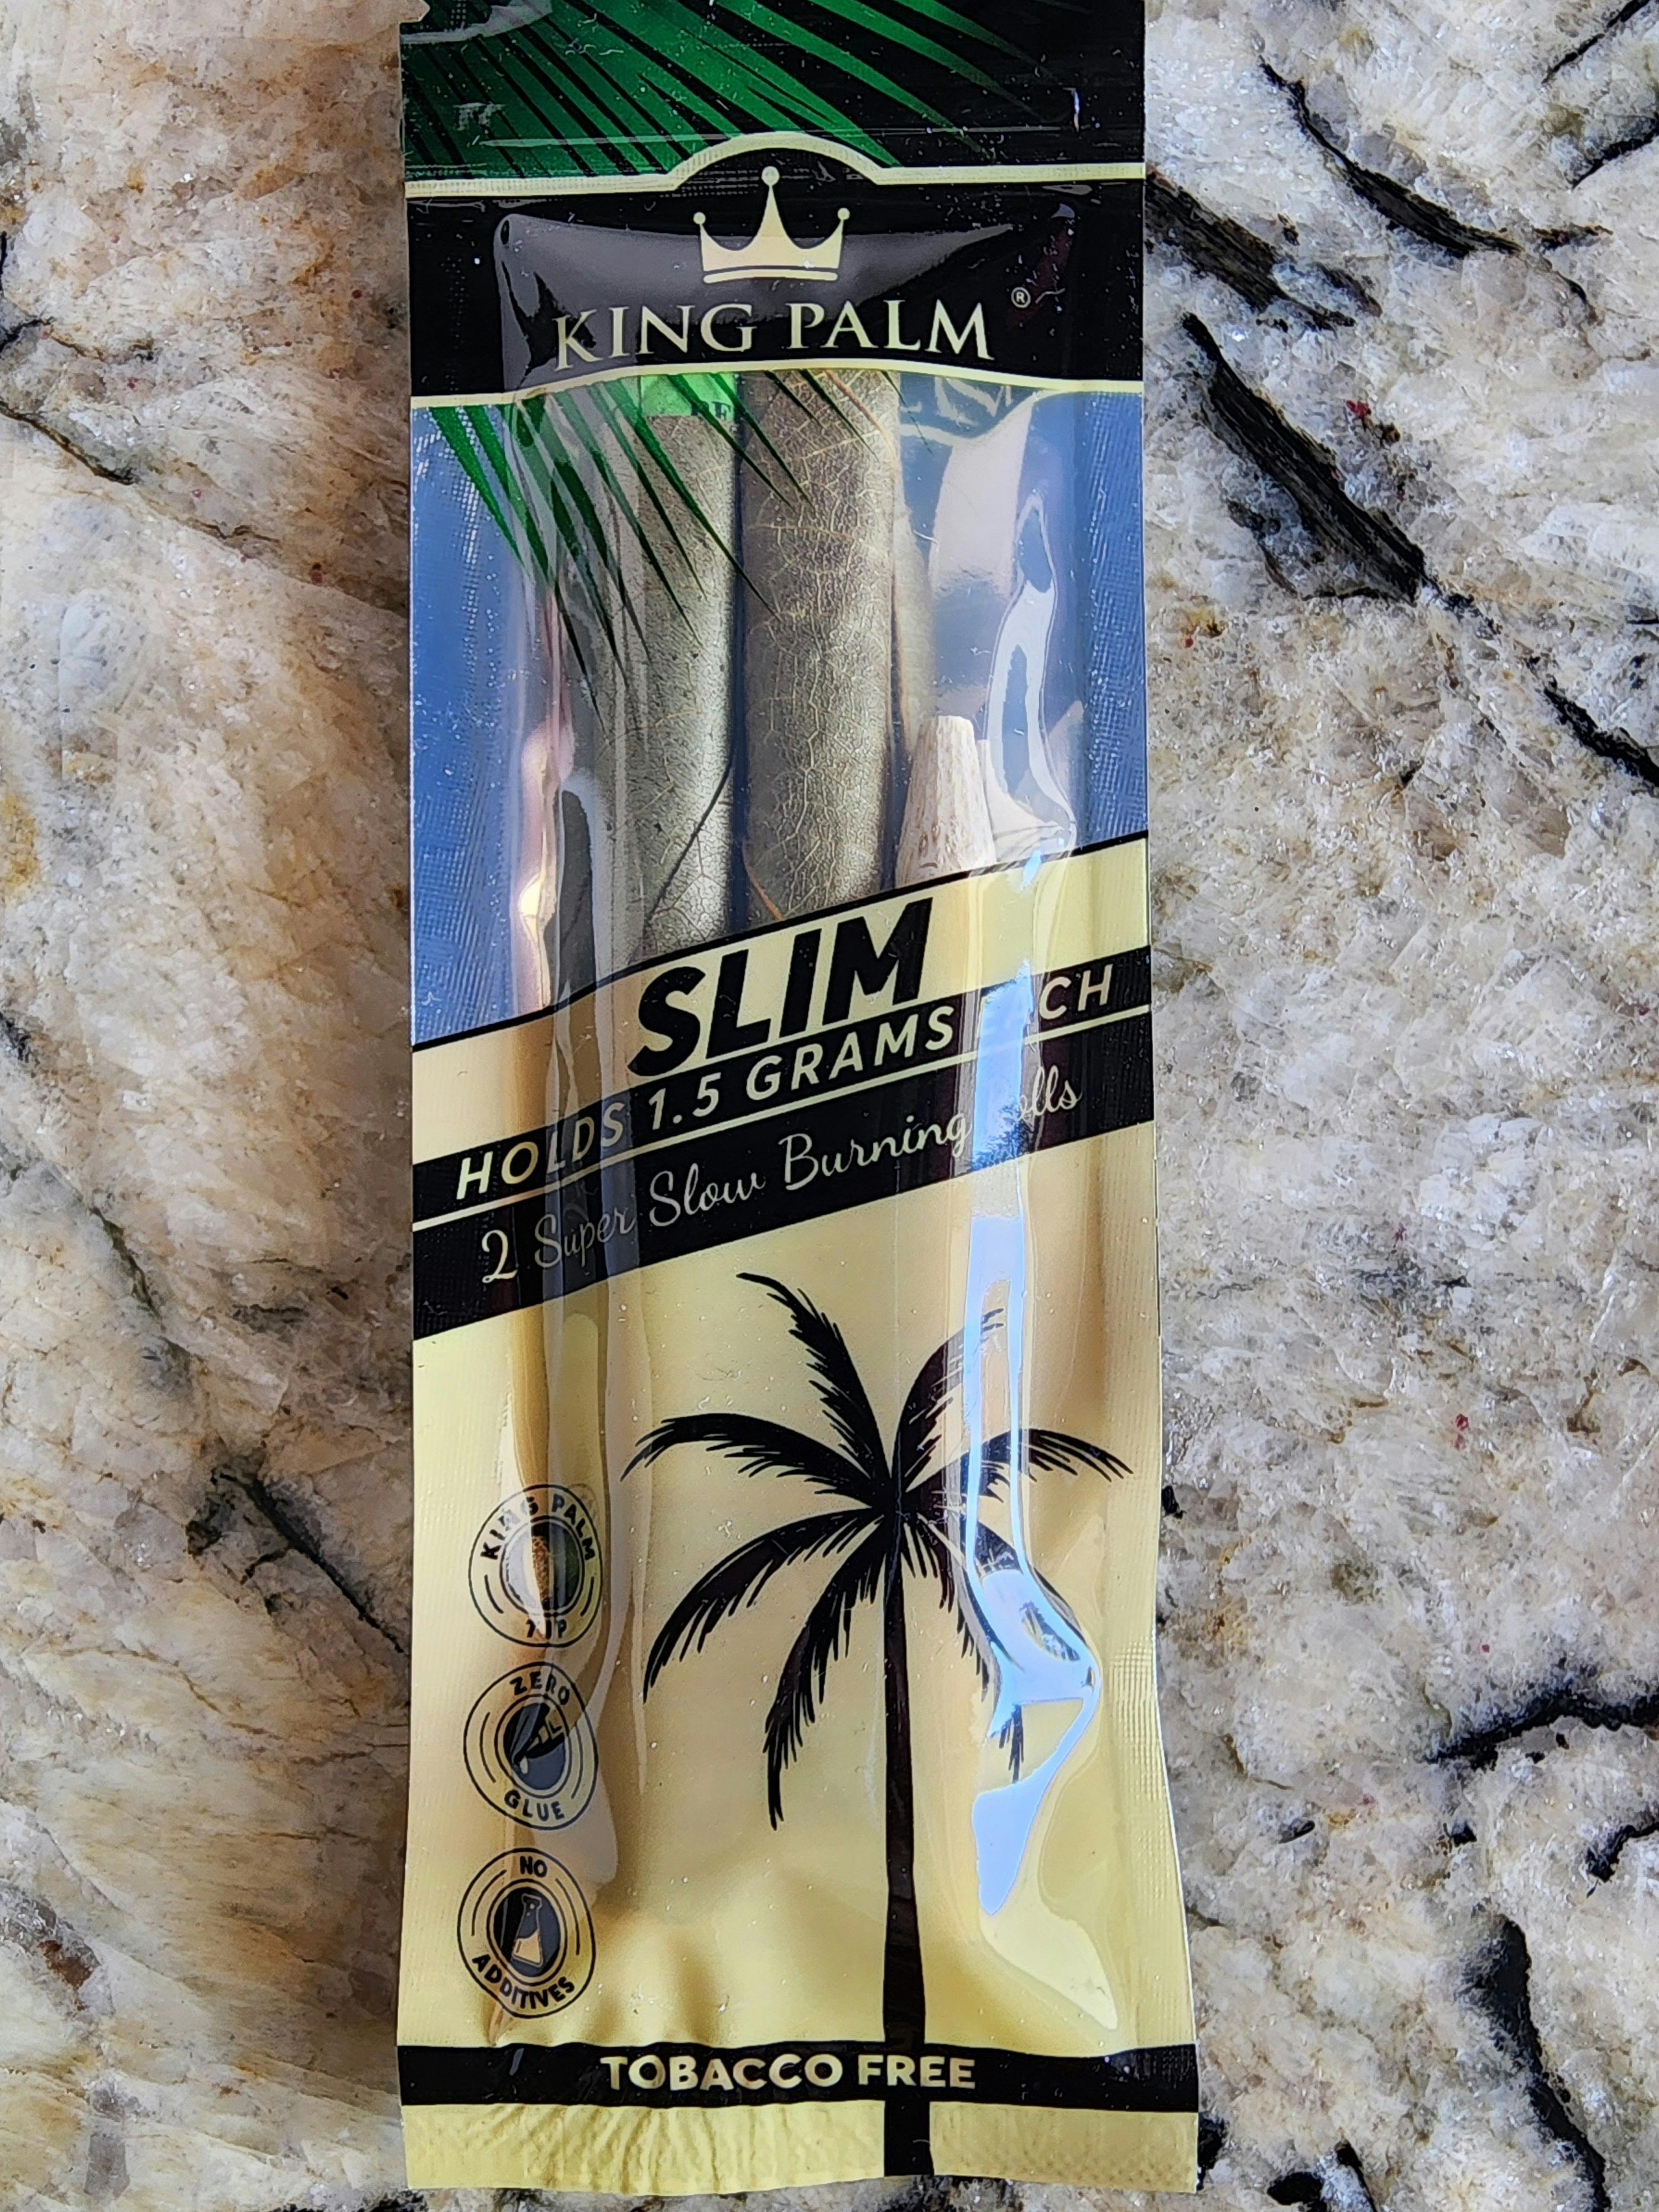 KING PALM ®
SLIM
HOLDS 1.5 GRAMS
2 Super Slow Burning
KING PALM
TIP
ZERO
GLUE
NO
ADDITIVES
TOBACCO FREE